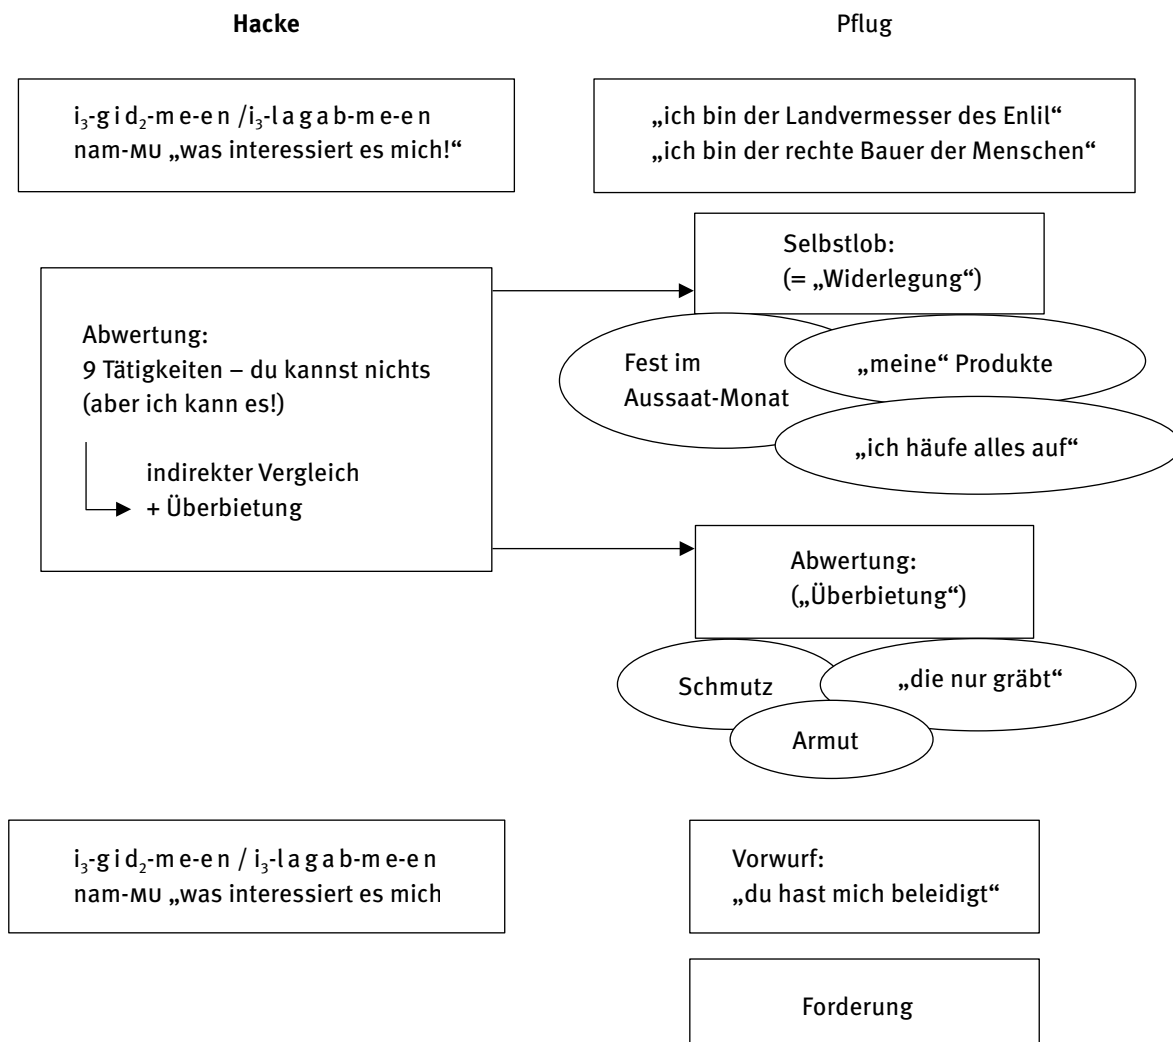 Hacke
Pflug
i₃-gid₂-me-en /i₃-lagab-me-en
nam-MU „was interessiert es mich!“
„ich bin der Landvermesser des Enlil“
„ich bin der rechte Bauer der Menschen“
Abwertung:
9 Tätigkeiten – du kannst nichts
(aber ich kann es!)
indirekter Vergleich
+ Überbietung
Selbstlob:
(= „Widerlegung“)
Fest im
Aussaat-Monat
„meine“ Produkte
„ich häufe alles auf“
Abwertung:
(„Überbietung“)
Schmutz
„die nur gräbt“
Armut
i₃-gid₂-me-en / i₃-lagab-me-en
nam-MU „was interessiert es mich
Vorwurf:
„du hast mich beleidigt“
Forderung